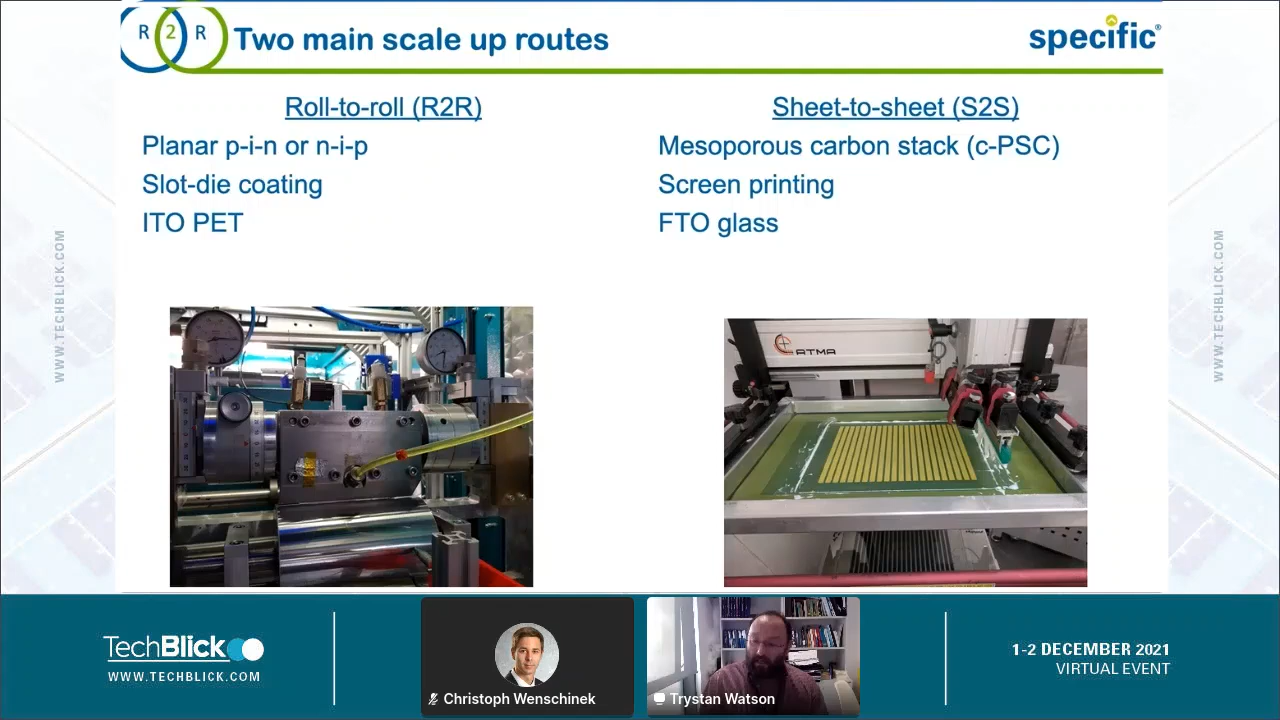 R 2 R
Two main scale up routes
specific®
Roll-to-roll (R2R)
Planar p-i-n or n-i-p
Slot-die coating
ITO PET
Sheet-to-sheet (S2S)
Mesoporous carbon stack (c-PSC)
Screen printing
FTO glass
WWW.TECHBLICK.COM
WWW.TECHBLICK.COM
ATMA
TechBlick
WWW.TECHBLICK.COM
Christoph Wenschinek
Trystan Watson
1-2 DECEMBER 2021
VIRTUAL EVENT